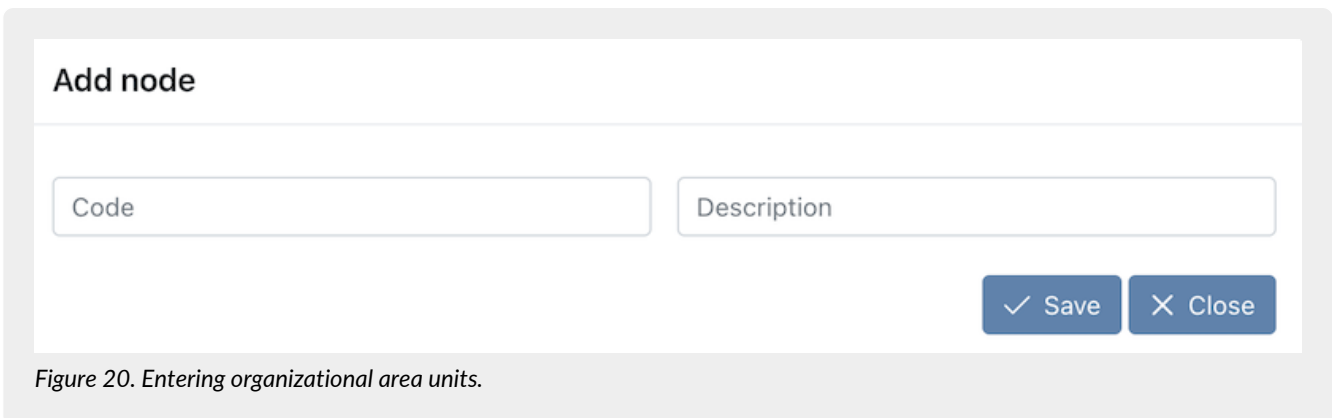 Add node
Code Description
Save Close
Figure 20. Entering organizational area units.